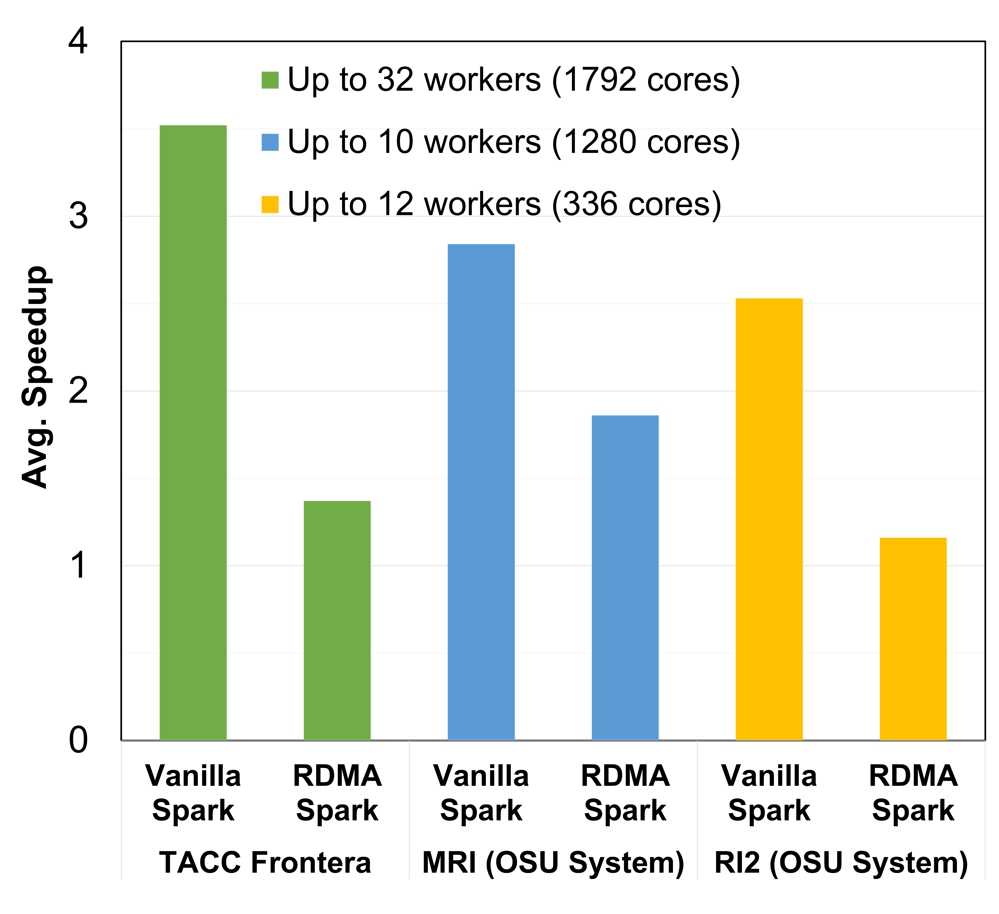 4
3
2
1
0
Avg. Speedup
Up to 32 workers (1792 cores)
Up to 10 workers (1280 cores)
Up to 12 workers (336 cores)
Vanilla Spark
RDMA Spark
Vanilla Spark
RDMA Spark
Vanilla Spark
RDMA Spark
TACC Frontera
MRI (OSU System)
RI2 (OSU System)